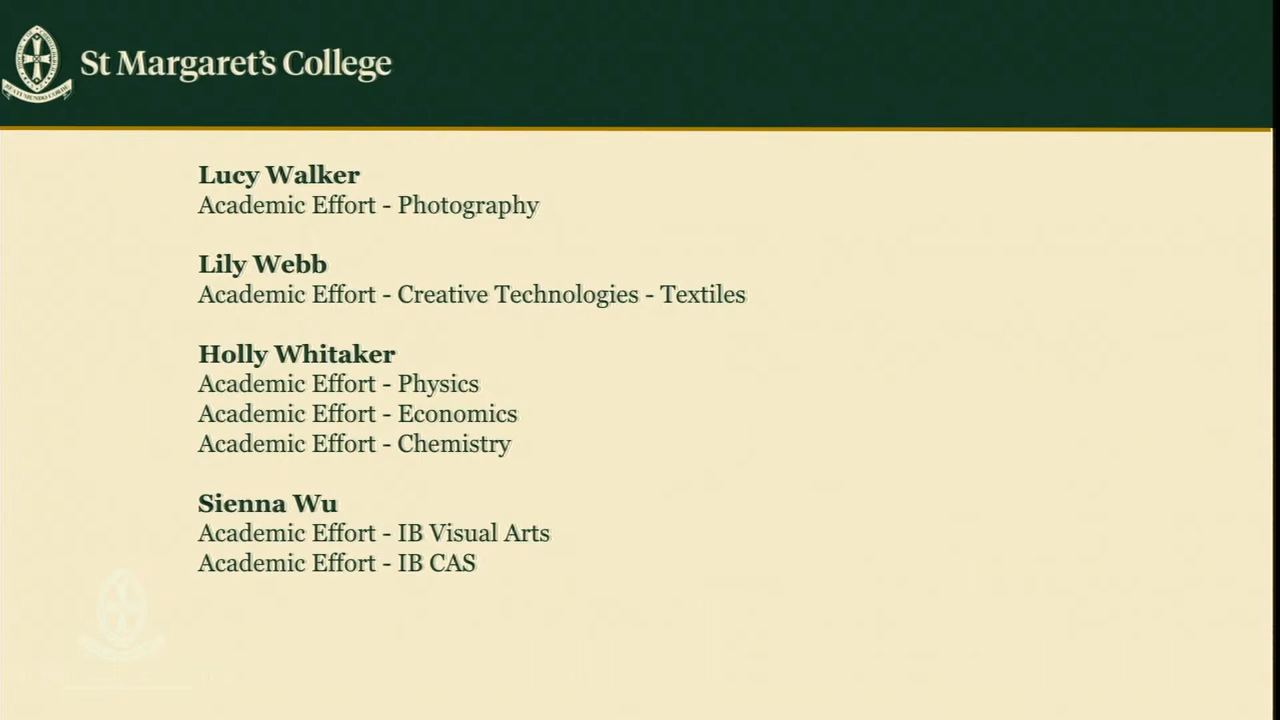 St Margaret's College
Lucy Walker
Academic Effort - Photography
Lily Webb
Academic Effort - Creative Technologies - Textiles
Holly Whitaker
Academic Effort - Physics
Academic Effort - Economics
Academic Effort - Chemistry
Sienna Wu
Academic Effort - IB Visual Arts
Academic Effort - IB CAS